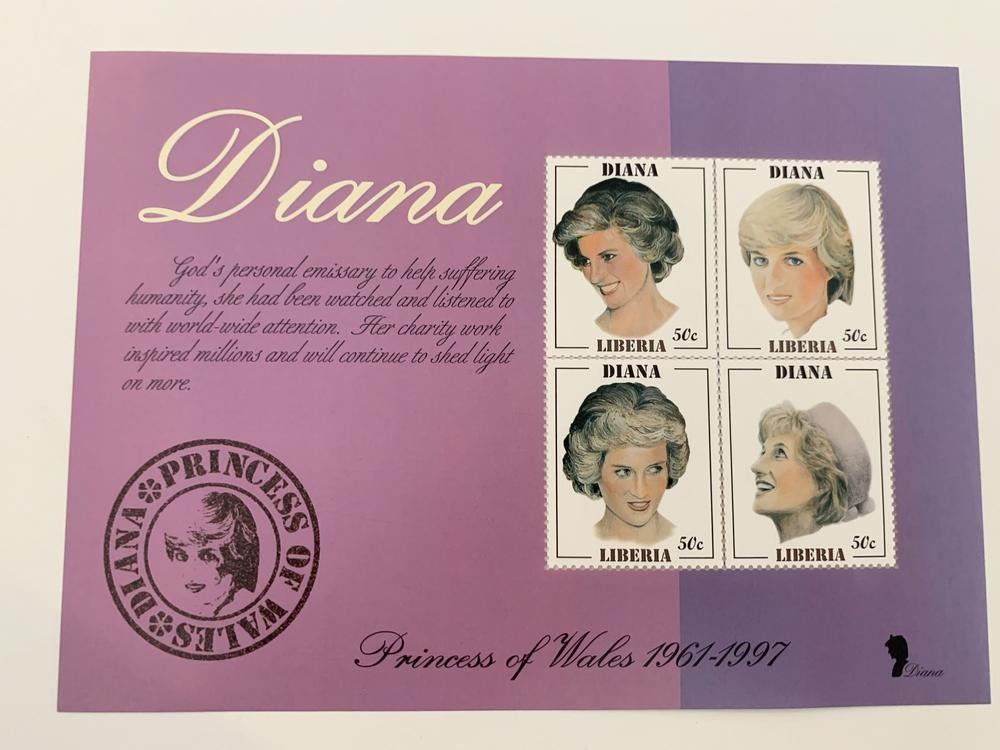 Diana
God's personal emissary to help suffering
humanity, she had been watched and listened to
with world-wide attention. Her charity work
inspired millions and will continue to shed light
on more.
DIANA
50c
LIBERIA
DIANA
50c
LIBERIA
DIANA
50c
LIBERIA
DIANA
50c
LIBERIA
DIANA PRINCESS OF WALES
Princess of Wales 1961-1997
Diana